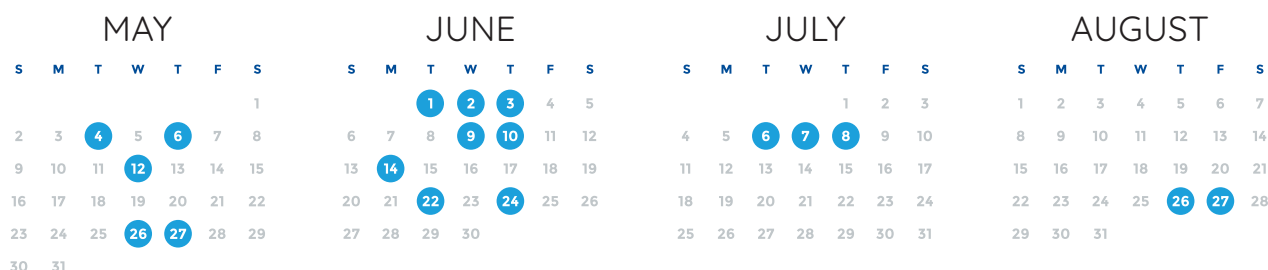 MAY JUNE JULY AUGUST
S M T W T F S S M T W T F S S M T W T F S S M T W T F S
1 1 2 3 4 5 1 2 3 1 2 3 4 5 6 7
2 3 4 5 6 7 8 6 7 8 9 10 11 12 4 5 6 7 8 9 10 8 9 10 11 12 13 14
9 10 11 12 13 14 15 13 14 15 16 17 18 19 11 12 13 14 15 16 17 15 16 17 18 19 20 21
16 17 18 19 20 21 22 20 21 22 23 24 25 26 18 19 20 21 22 23 24 22 23 24 25 26 27 28
23 24 25 26 27 28 29 27 28 29 30 25 26 27 28 29 30 31 29 30 31
30 31